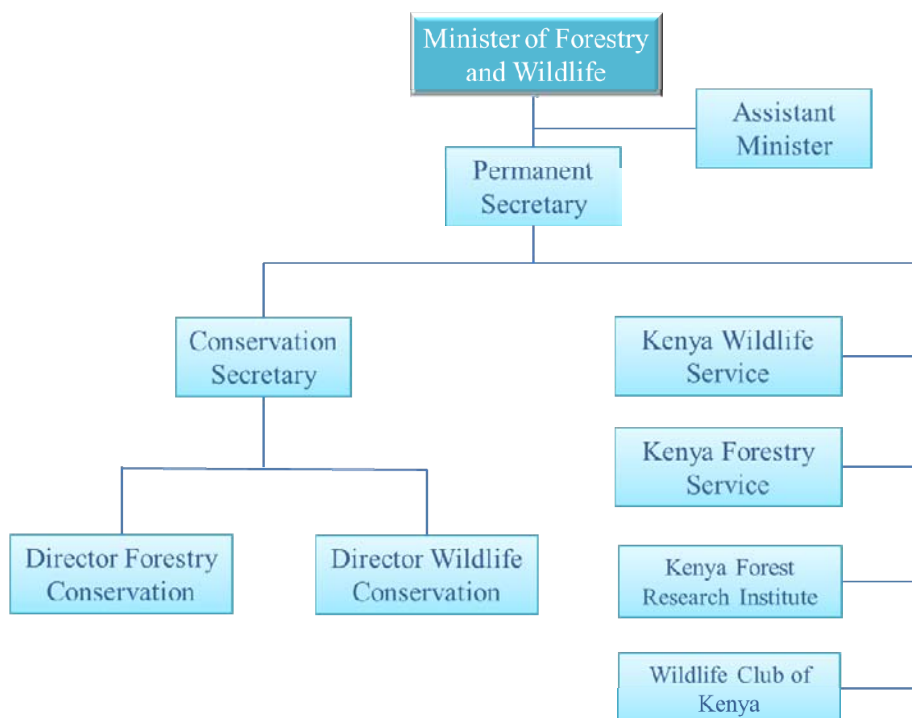 Minister of Forestry
and Wildlife
Assistant
Minister
Permanent
Secretary
Conservation
Secretary
Kenya Wildlife
Service
Kenya Forestry
Service
Director Forestry
Conservation
Director Wildlife
Conservation
Kenya Forest
Research Institute
Wildlife Club of
Kenya